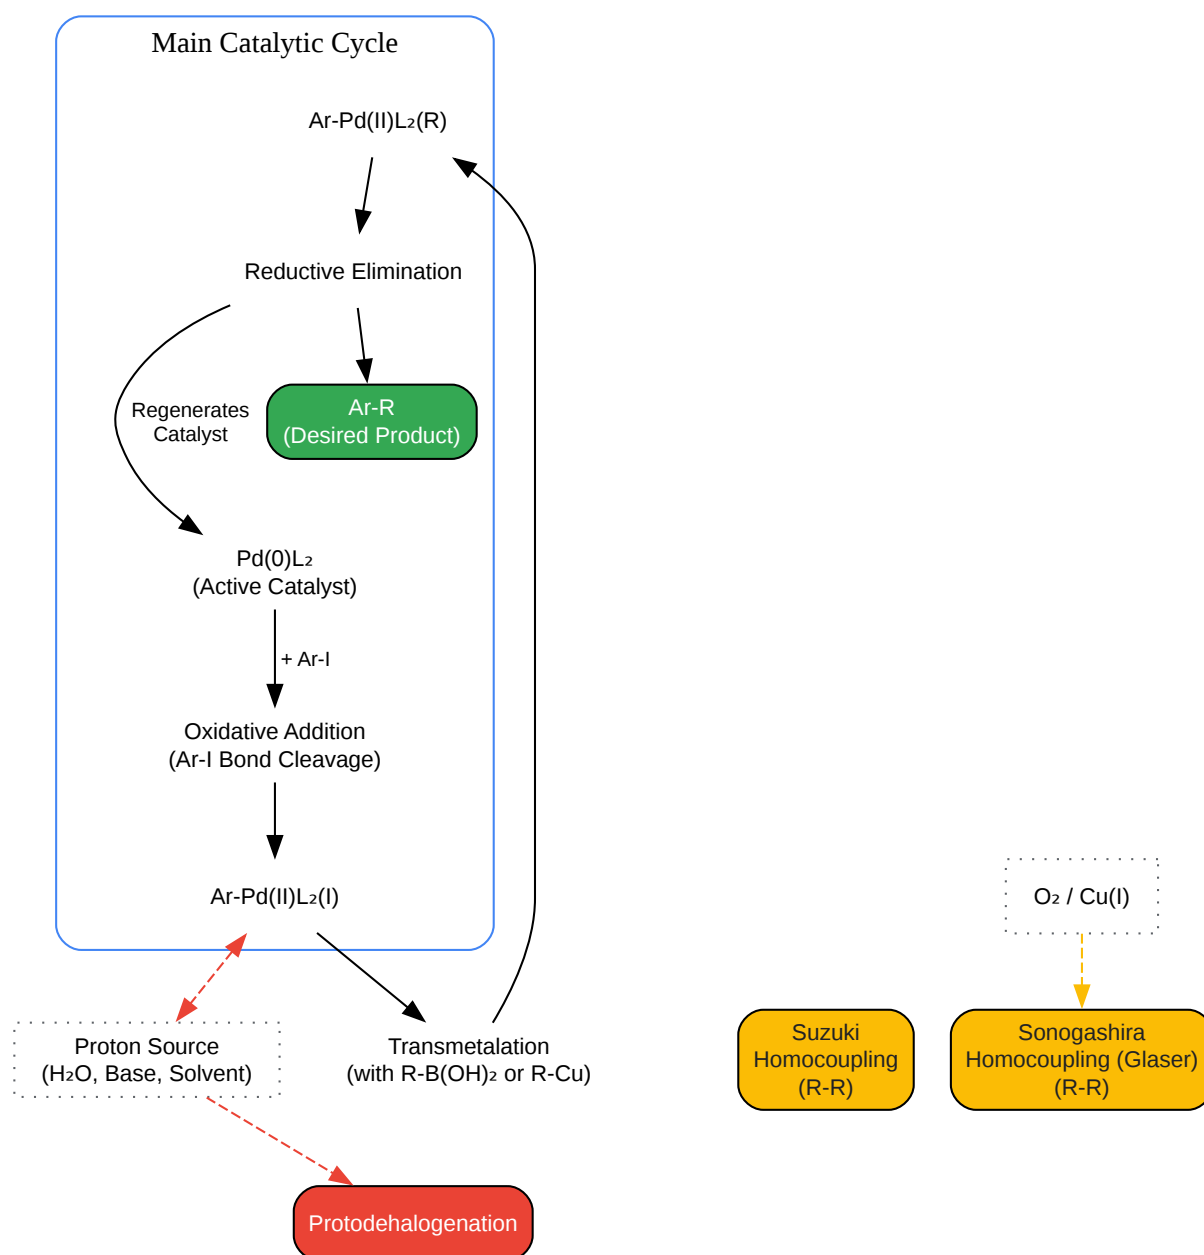 Main Catalytic Cycle
Ar-Pd(II)L₂(R)
Reductive Elimination
Regenerates
Catalyst
Ar-R
(Desired Product)
Pd(0)L₂
(Active Catalyst)
+ Ar-I
Oxidative Addition
(Ar-I Bond Cleavage)
Ar-Pd(II)L₂(I)
O₂ / Cu(I)
Proton Source
(H₂O, Base, Solvent)
Transmetalation
(with R-B(OH)₂ or R-Cu)
Suzuki
Homocoupling
(R-R)
Sonogashira
Homocoupling (Glaser)
(R-R)
Protodehalogenation